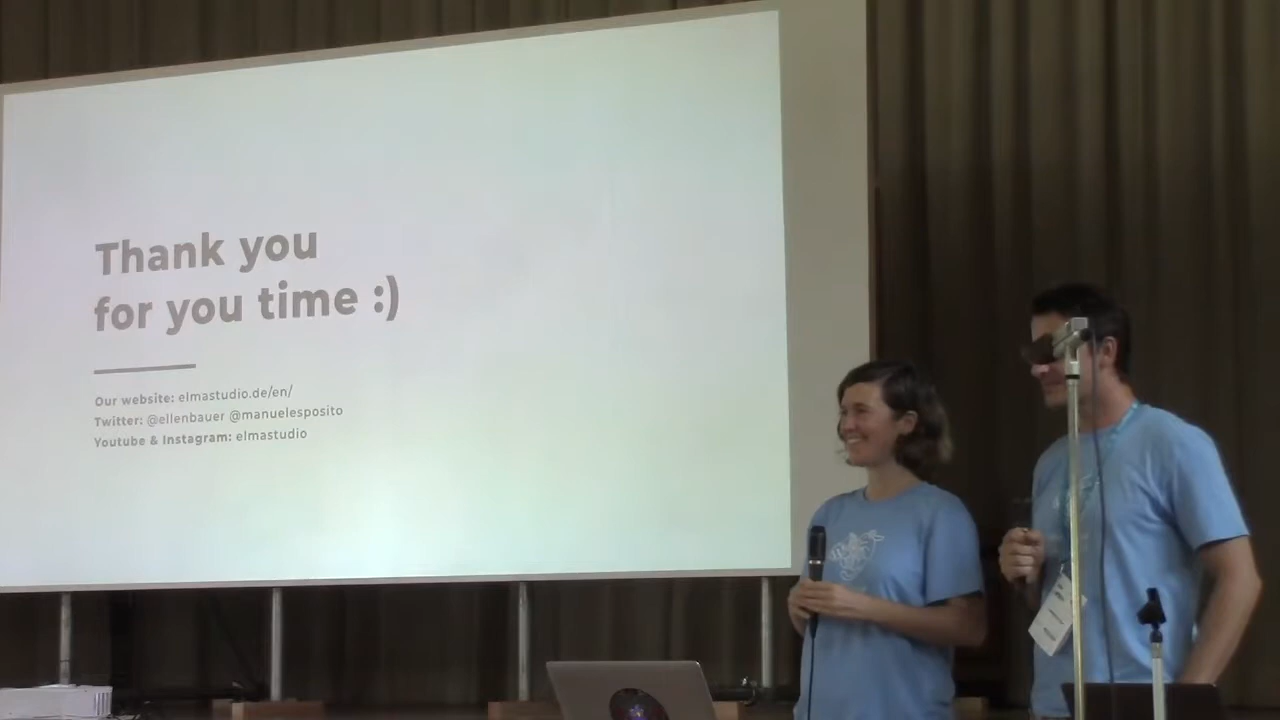 Thank you
for you time :)
Our website: elmastudio.de/en/
Twitter: @ellenbauer @manuelesposito
Youtube & Instagram: elmastudio